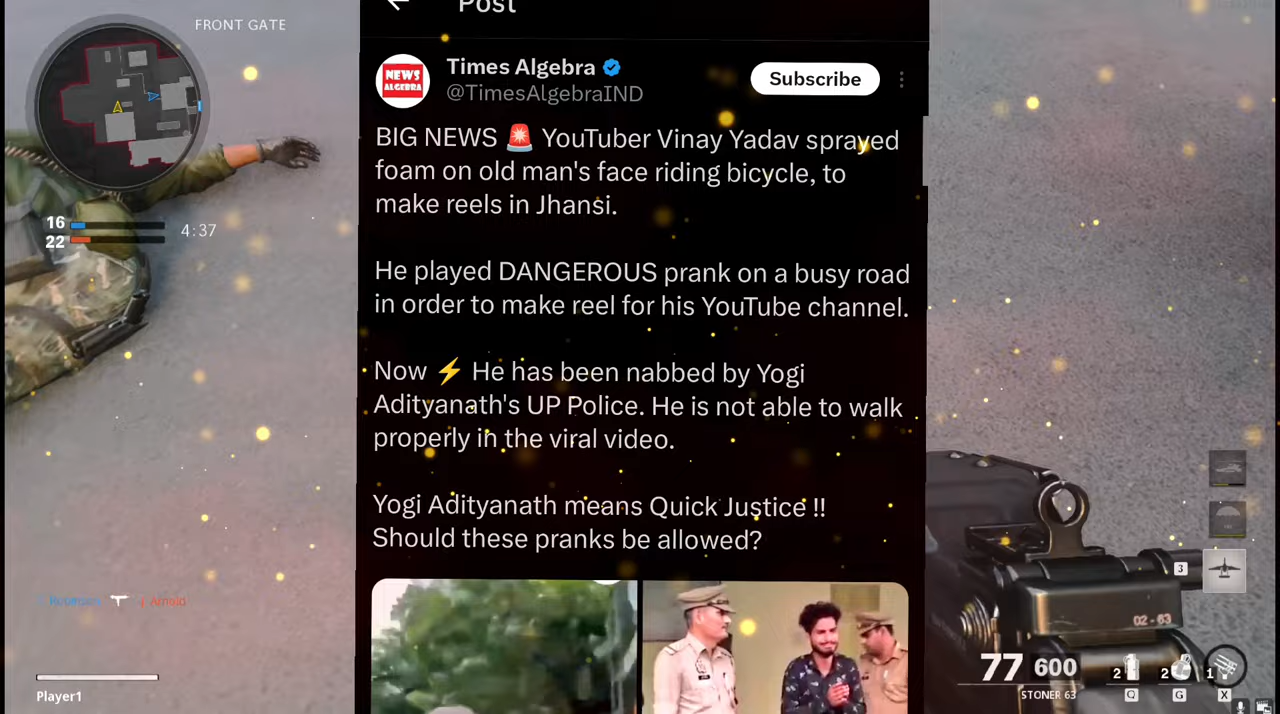 FRONT GATE
16
22
4:37
Arnold
Player1
Post
NEWS
ALGEBRA
Times Algebra
@TimesAlgebraIND
Subscribe
BIG NEWS 🚨 YouTuber Vinay Yadav sprayed
foam on old man's face riding bicycle, to
make reels in Jhansi.
He played DANGEROUS prank on a busy road
in order to make reel for his YouTube channel.
Now ⚡ He has been nabbed by Yogi
Adityanath's UP Police. He is not able to walk
properly in the viral video.
Yogi Adityanath means Quick Justice !!
Should these pranks be allowed?
3
02-63
77 600
STONER 63
2 2 1
Q G X